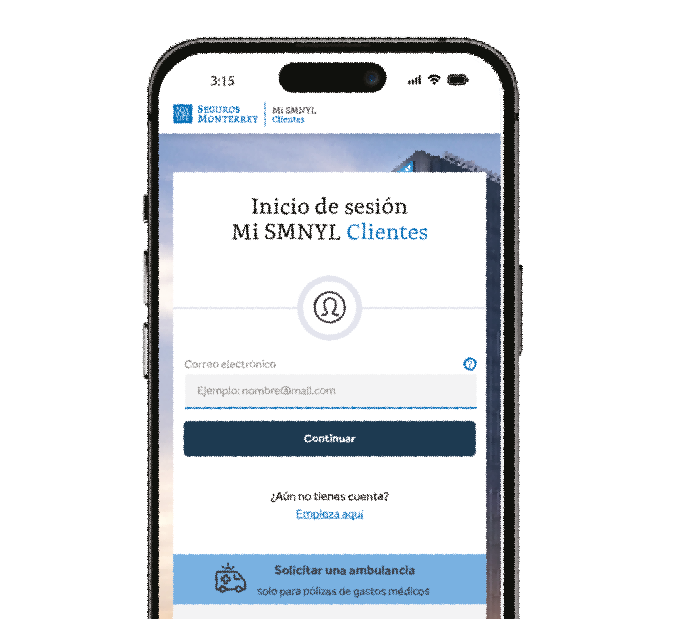 3:15
SEGUROS
MONTERREY
Mi SMNYL
Clientes
Inicio de sesión
Mi SMNYL Clientes
Correo electrónico
?
Ejemplo: nombre@mail.com
Continuar
¿Aún no tienes cuenta?
Empieza aquí
Solicitar una ambulancia
solo para pólizas de gastos médicos